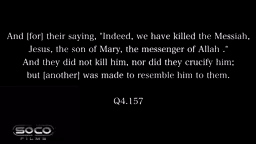 And [for] their saying, "Indeed, we have killed the Messiah,
Jesus, the son of Mary, the messenger of Allah ."
And they did not kill him, nor did they crucify him;
but [another] was made to resemble him to them.
Q4.157
SOCO
FILMS